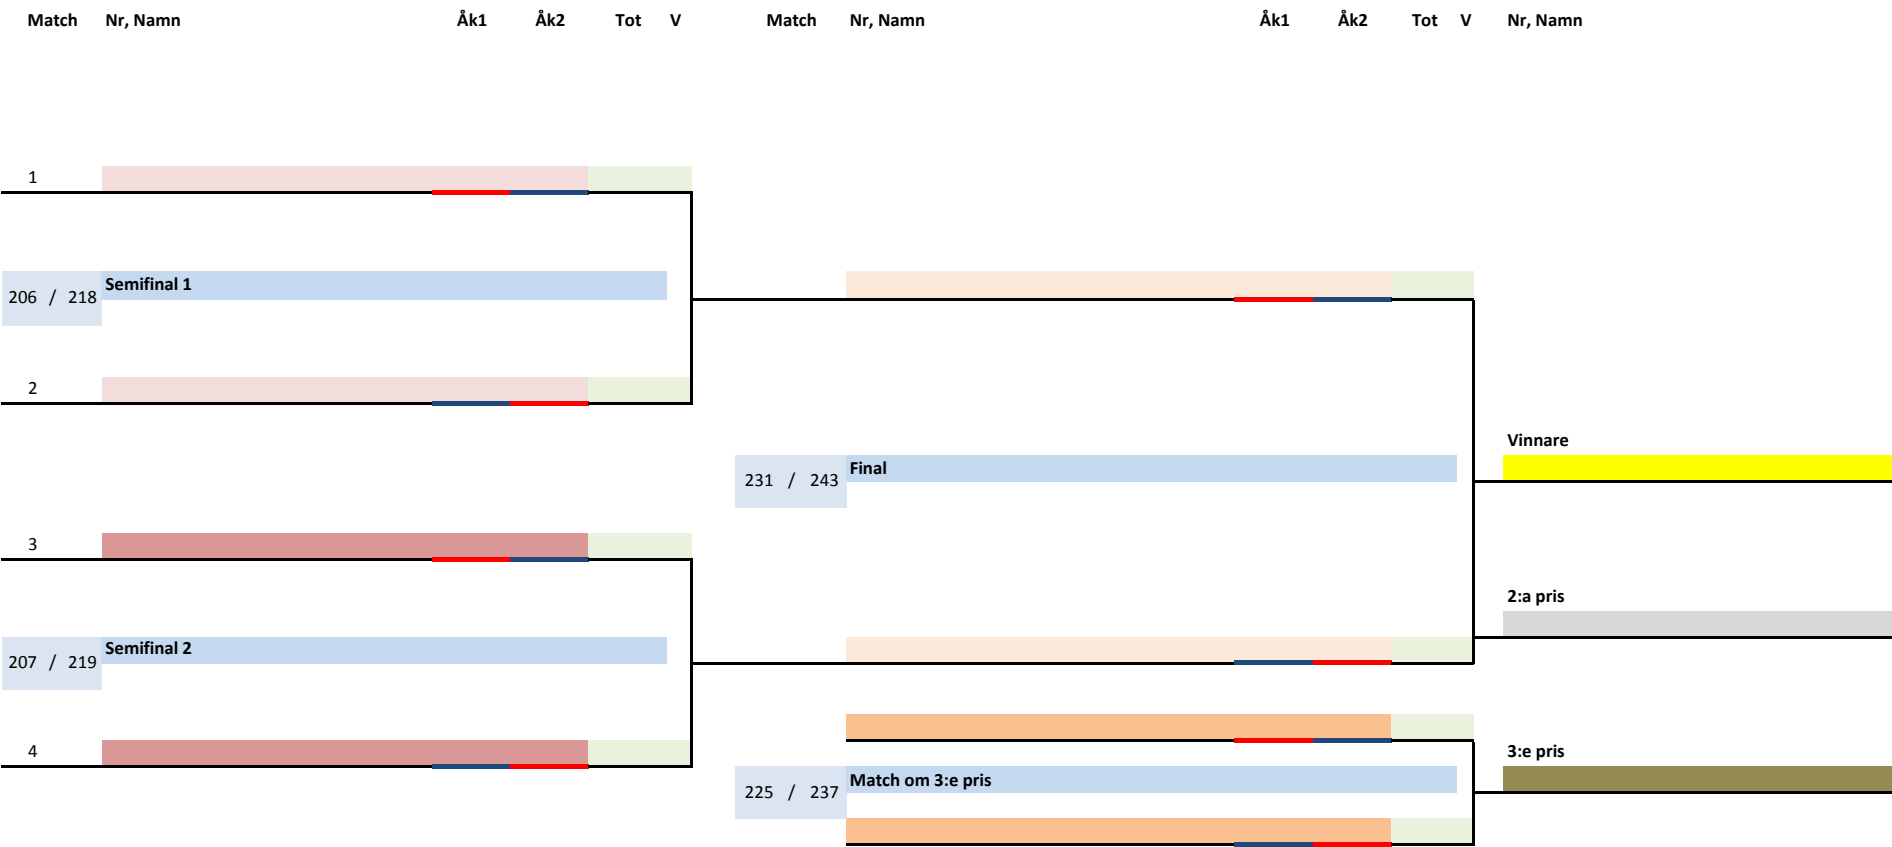 Match Nr, Namn Åk1 Åk2 Tot V Match Nr, Namn Åk1 Åk2 Tot V Nr, Namn
1
Semifinal 1
206 / 218
2
Vinnare
Final
231 / 243
3
2:a pris
Semifinal 2
207 / 219
4
3:e pris
Match om 3:e pris
225 / 237